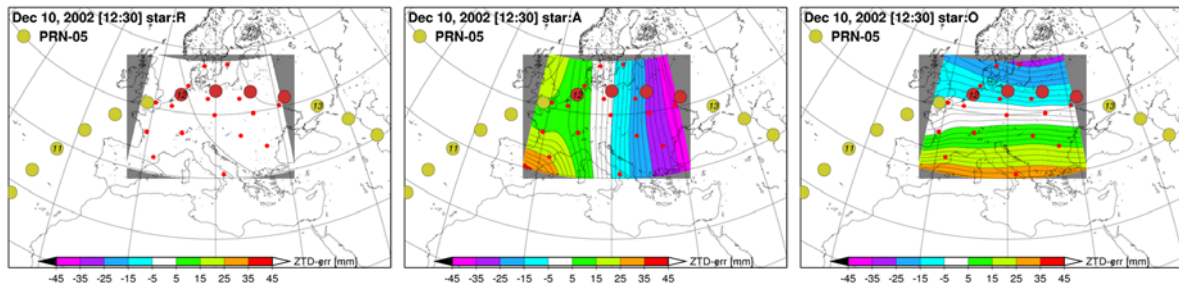 Dec 10, 2002 [12:30] star:R
PRN-05
12
13
11
ZTD-err [mm]
-45 -35 -25 -15 -5 5 15 25 35 45
Dec 10, 2002 [12:30] star:A
PRN-05
12
13
11
ZTD-err [mm]
-45 -35 -25 -15 -5 5 15 25 35 45
Dec 10, 2002 [12:30] star:O
PRN-05
12
13
11
ZTD-err [mm]
-45 -35 -25 -15 -5 5 15 25 35 45